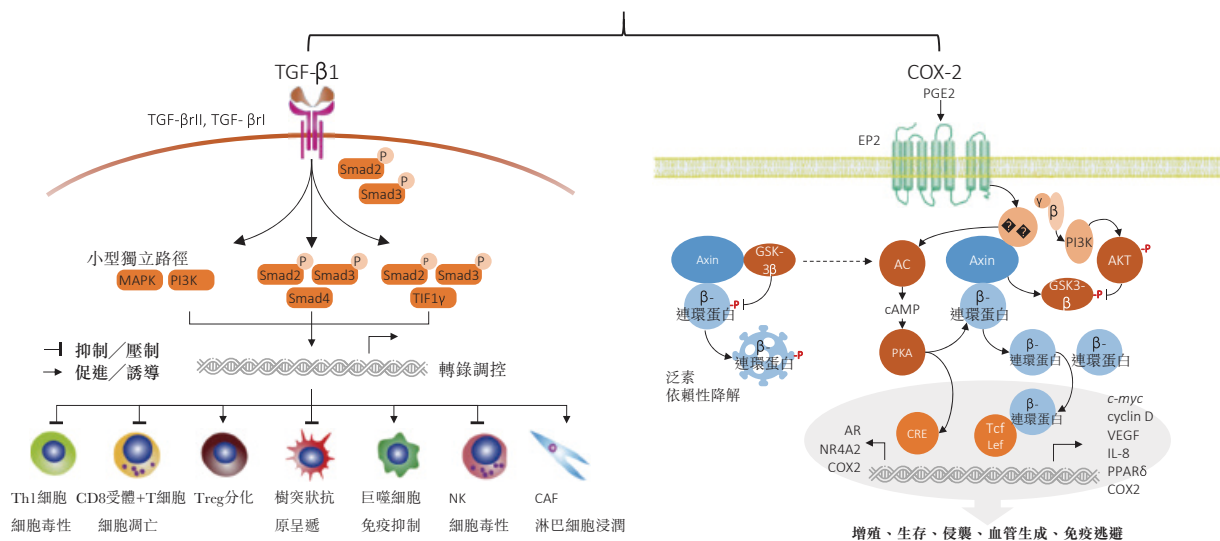 TGF-β1
TGF-βrII, TGF- βrI
P
Smad2
P
Smad3
小型獨立路徑
MAPK
PI3K
P
P
Smad2
Smad3
Smad4
P
P
Smad2
Smad3
TIF1γ
抑制／壓制
促進／誘導
轉錄調控
Th1細胞
細胞毒性
CD8受體+T細胞
細胞凋亡
Treg分化
樹突狀抗
原呈遞
巨噬細胞
免疫抑制
NK
細胞毒性
CAF
淋巴細胞浸潤
COX-2
PGE2
EP2
? ?
γ
β
PI3K
AKT
-P
Axin
GSK-
3β
β-
連環蛋白
-P
β
連環蛋白
-P
泛素
依賴性降解
AC
cAMP
PKA
Axin
β-
連環蛋白
GSK3-
β
-P
β-
連環蛋白
β-
連環蛋白
β-
連環蛋白
CRE
Tcf
Lef
AR
NR4A2
COX2
c-myc
cyclin D
VEGF
IL-8
PPARδ
COX2
增殖、生存、侵襲、血管生成、免疫逃避